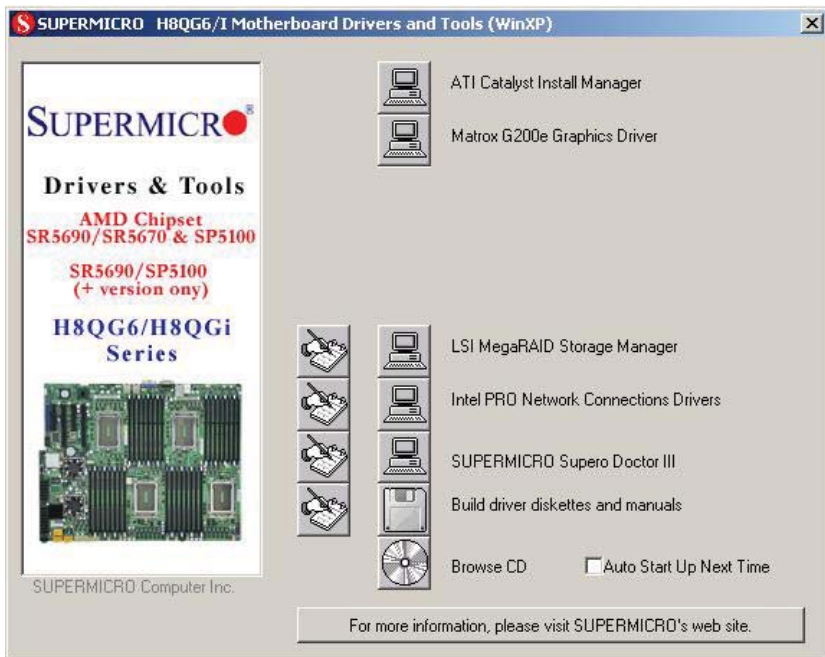 SUPERMICRO H8QG6/I Motherboard Drivers and Tools (WinXP)
SUPERMICRO®
Drivers & Tools
AMD Chipset
SR5690/SR5670 & SP5100
SR5690/SP5100
(+ version ony)
H8QG6/H8QGi
Series
SUPERMICRO Computer Inc.
ATI Catalyst Install Manager
Matrox G200e Graphics Driver
LSI MegaRAID Storage Manager
Intel PRO Network Connections Drivers
SUPERMICRO Supero Doctor III
Build driver diskettes and manuals
Browse CD
Auto Start Up Next Time
For more information, please visit SUPERMICRO's web site.